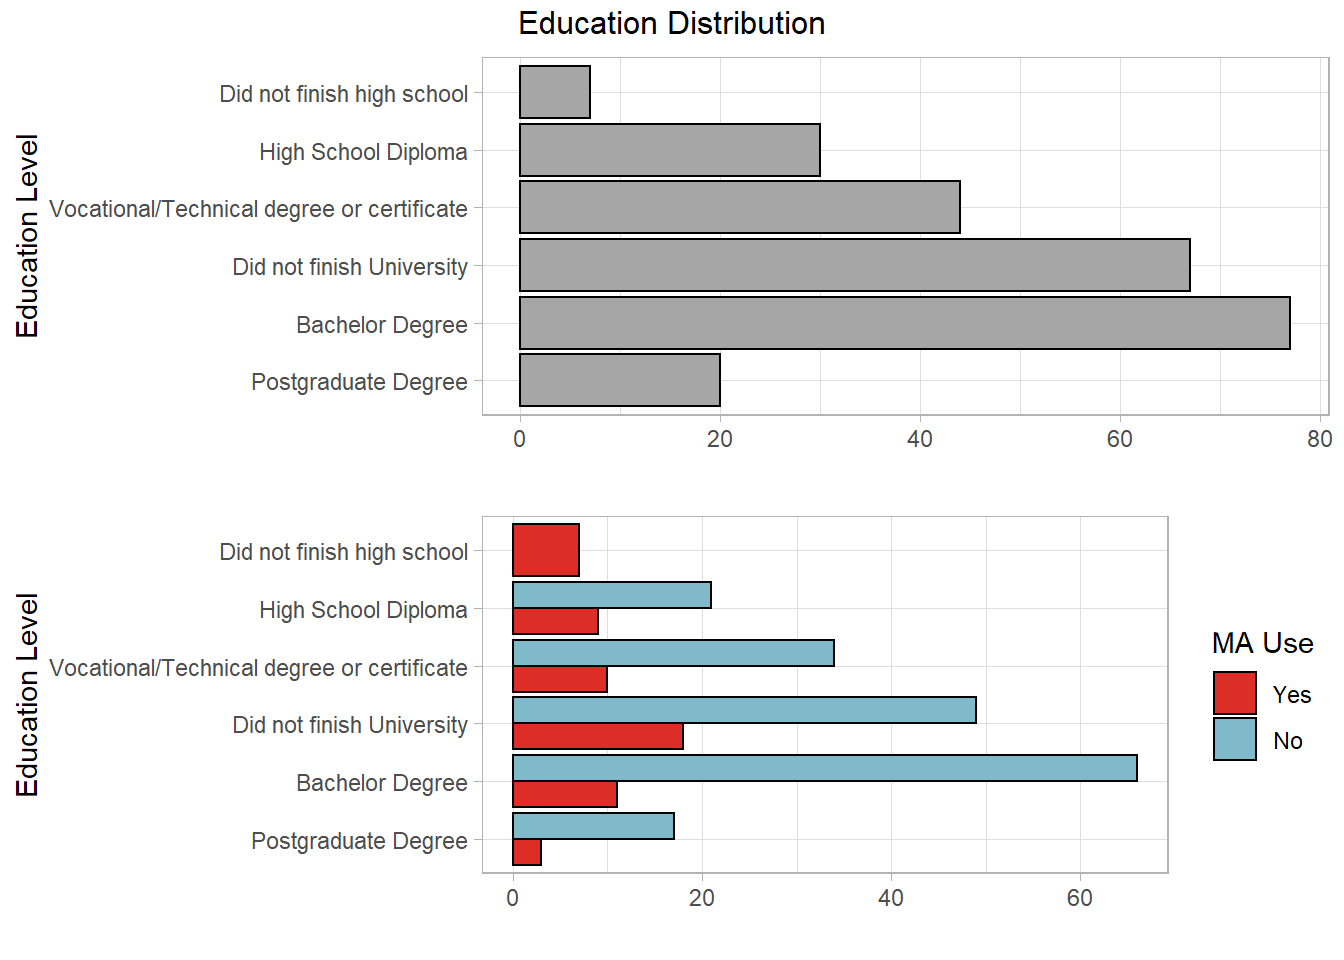 Education Distribution
Education Level
Did not finish high school
High School Diploma
Vocational/Technical degree or certificate
Did not finish University
Bachelor Degree
Postgraduate Degree
0 20 40 60 80
Education Level
Did not finish high school
High School Diploma
Vocational/Technical degree or certificate
Did not finish University
Bachelor Degree
Postgraduate Degree
0 20 40 60
MA Use
Yes
No